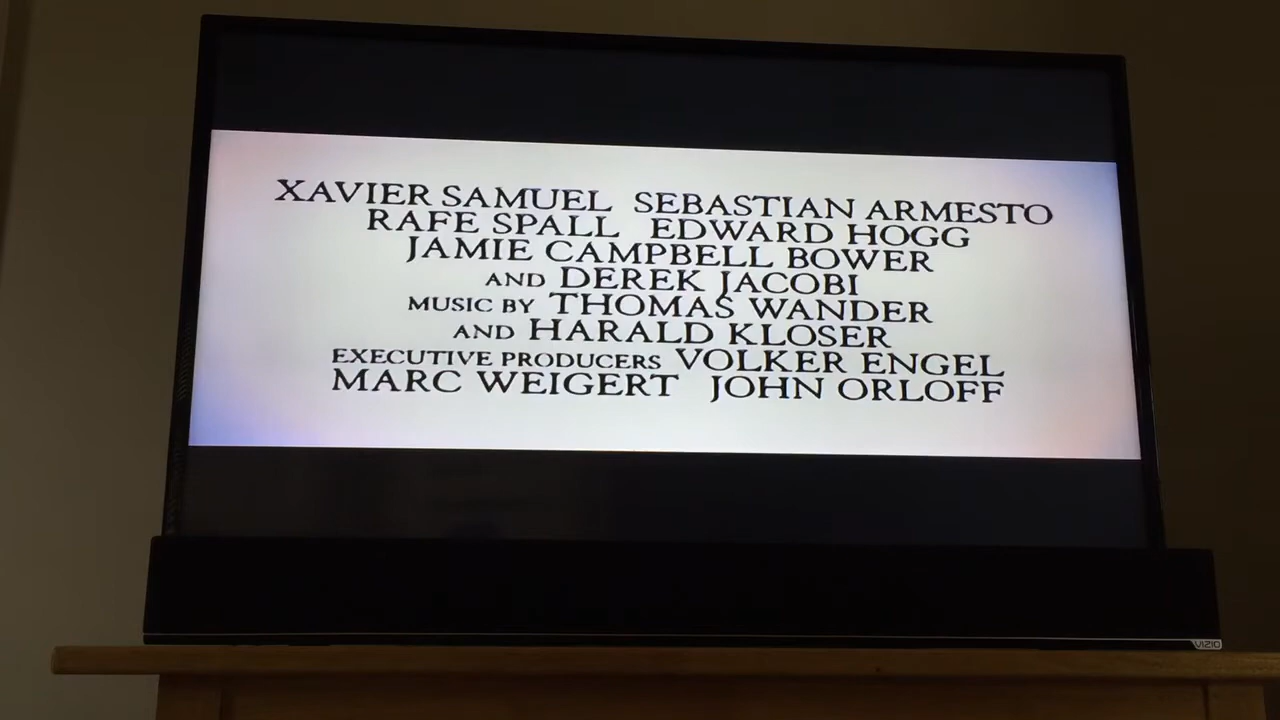 XAVIER SAMUEL SEBASTIAN ARMESTO
RAFE SPALL EDWARD HOGG
JAMIE CAMPBELL BOWER
AND DEREK JACOBI
MUSIC BY THOMAS WANDER
AND HARALD KLOSER
EXECUTIVE PRODUCERS VOLKER ENGEL
MARC WEIGERT JOHN ORLOFF
VIZIO